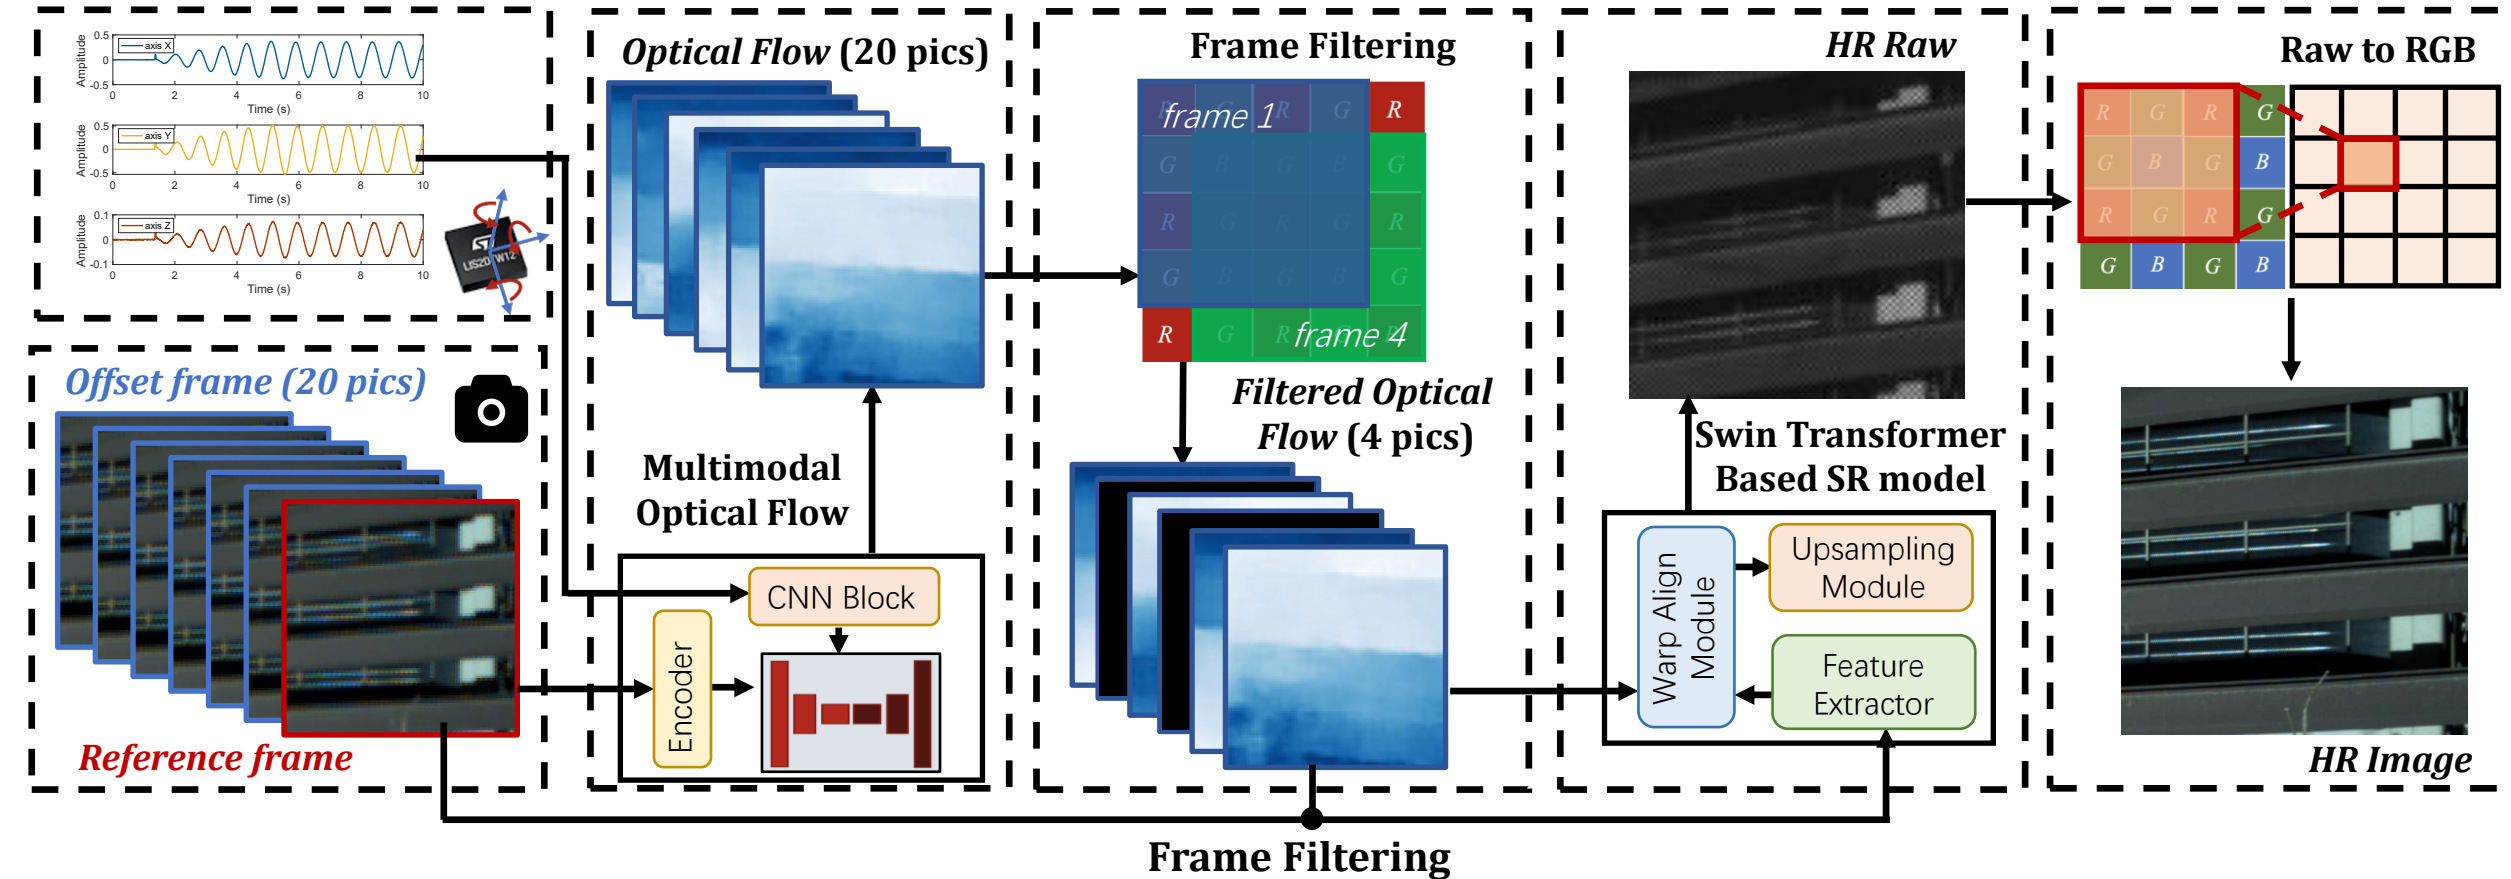 0.5
0
-0.5
Amplitude
axis X
0 2 4 6 8 10
Time (s)
0.5
0
-0.5
Amplitude
axis Y
0 2 4 6 8 10
Time (s)
0.1
0
-0.1
Amplitude
axis Z
0 2 4 6 8 10
Time (s)
ST
Offset frame (20 pics)
Reference frame
Optical Flow (20 pics)
Multimodal
Optical Flow
CNN Block
Encoder
Frame Filtering
frame 1
R G R G R
G B G B G
R G R G R
G B G B G
R G R G R
frame 4
Filtered Optical
Flow (4 pics)
HR Raw
Swin Transformer
Based SR model
Warp Align
Module
Upsampling
Module
Feature
Extractor
Raw to RGB
R G R G
G B G B
R G R G
G B G B
HR Image
Frame Filtering